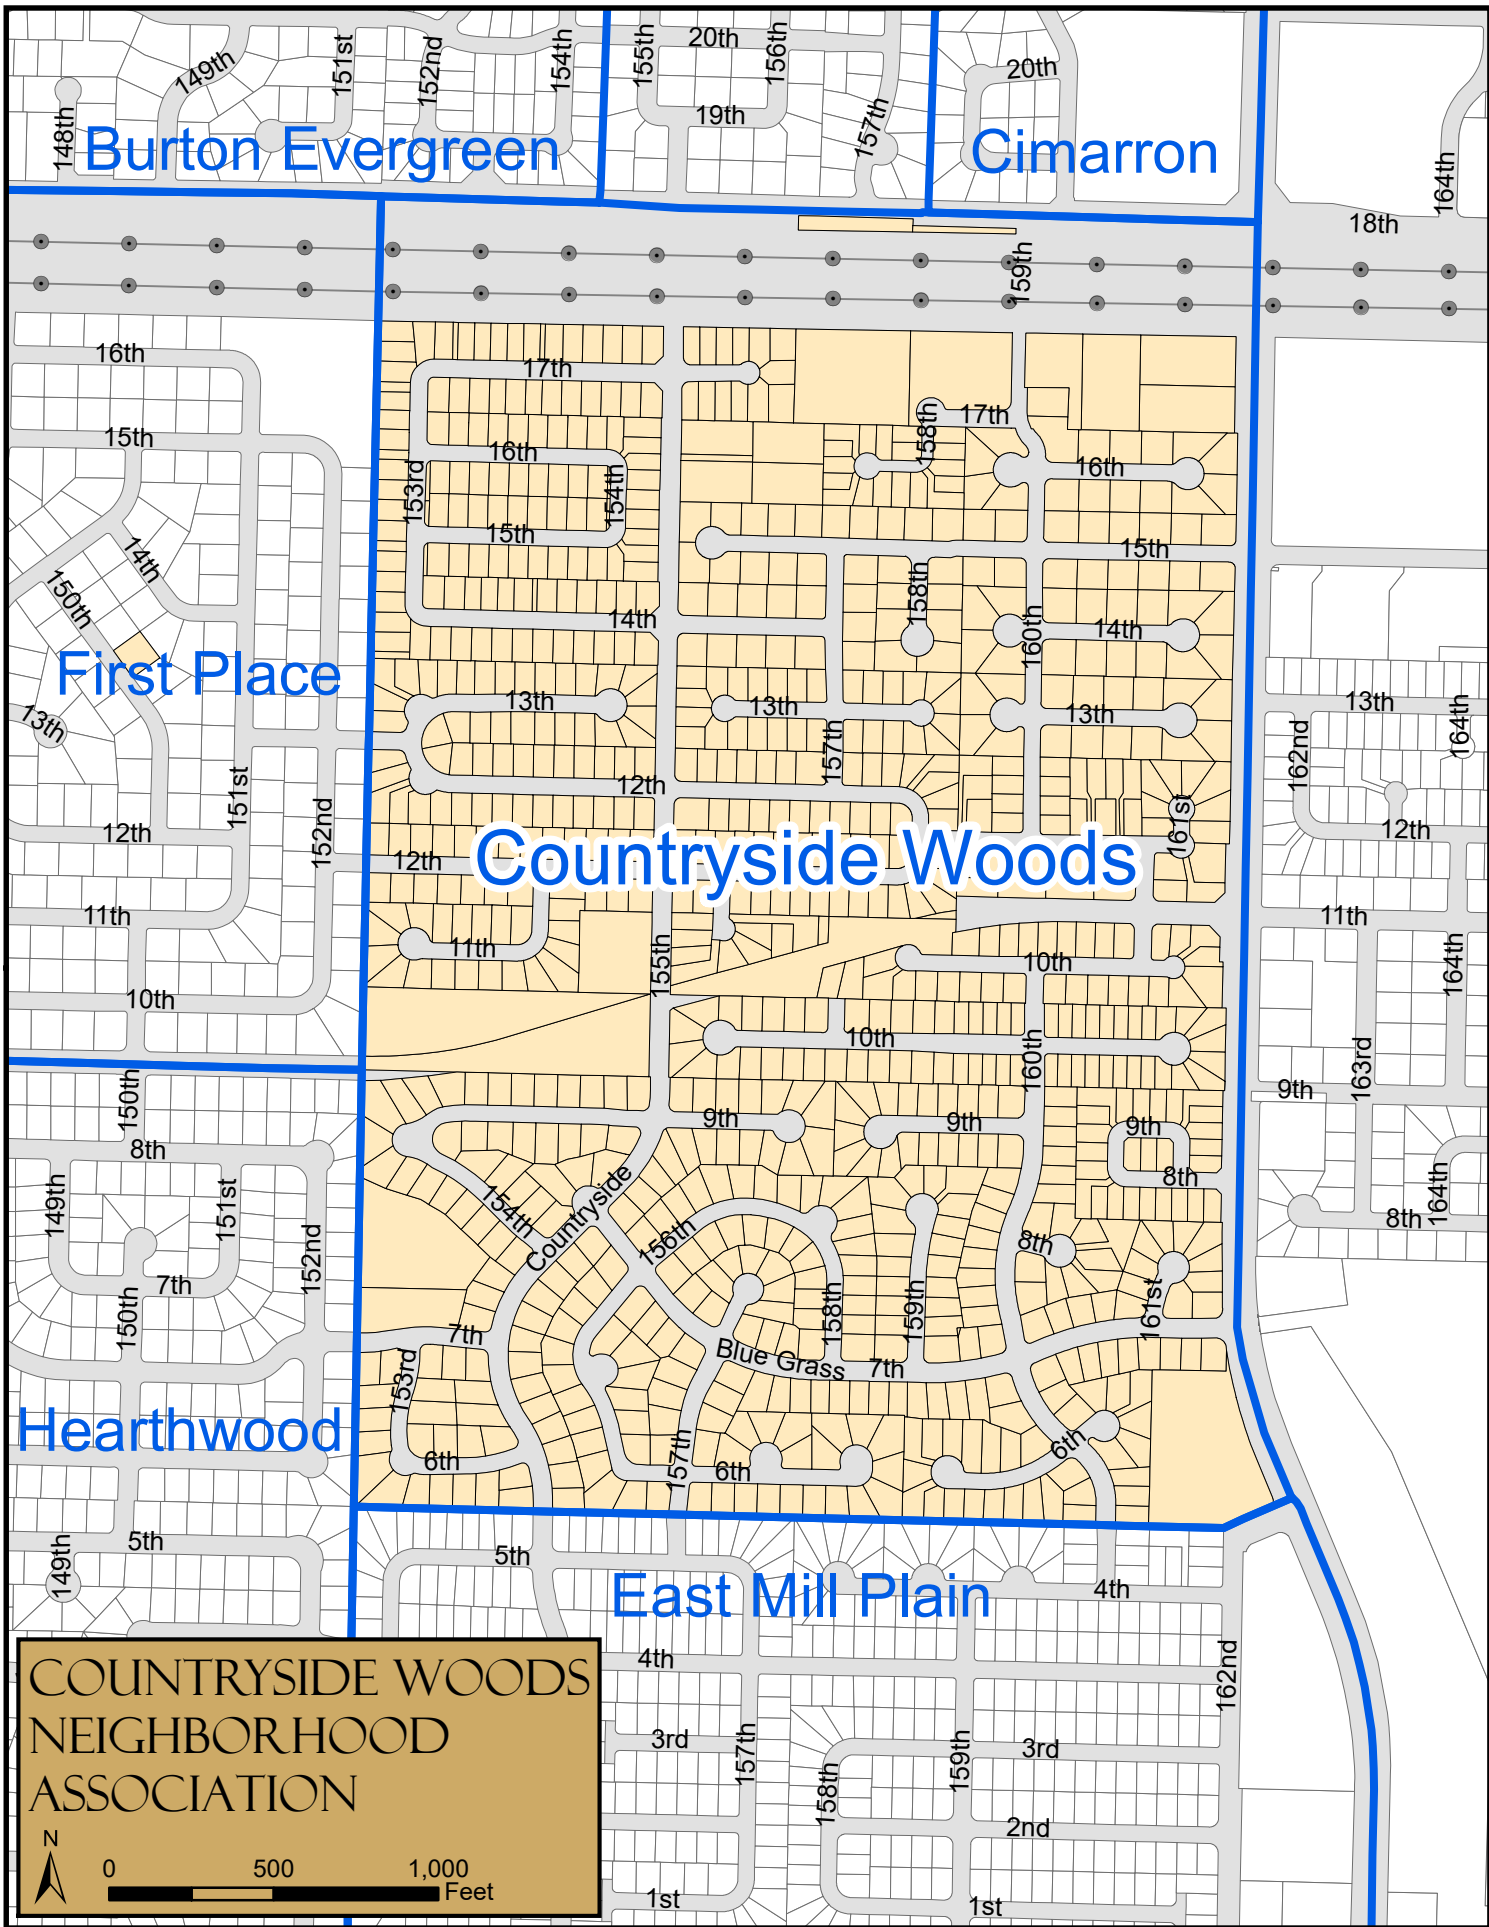 149th
151st
152nd
154th
155th
20th
156th
20th
148th
19th
157th
Burton Evergreen
Cimarron
164th
18th
159th
16th
17th
17th
158th
15th
16th
153rd
154th
16th
15th
15th
14th
150th
158th
14th
160th
14th
First Place
13th
13th
13th
13th
13th
164th
157th
162nd
151st
12th
161st
152nd
12th
12th
12th
Countryside Woods
11th
11th
11th
155th
10th
164th
10th
10th
160th
163rd
150th
9th
9th
9th
9th
8th
8th
149th
151st
154th
Countryside
156th
164th
8th
152nd
8th
7th
150th
158th
159th
161st
7th
153rd
Blue Grass
7th
Hearthwood
6th
157th
6th
6th
149th
5th
5th
4th
East Mill Plain
4th
162nd
157th
3rd
159th
3rd
158th
2nd
1st
1st
COUNTRYSIDE WOODS
NEIGHBORHOOD
ASSOCIATION
N
0 500 1,000
Feet